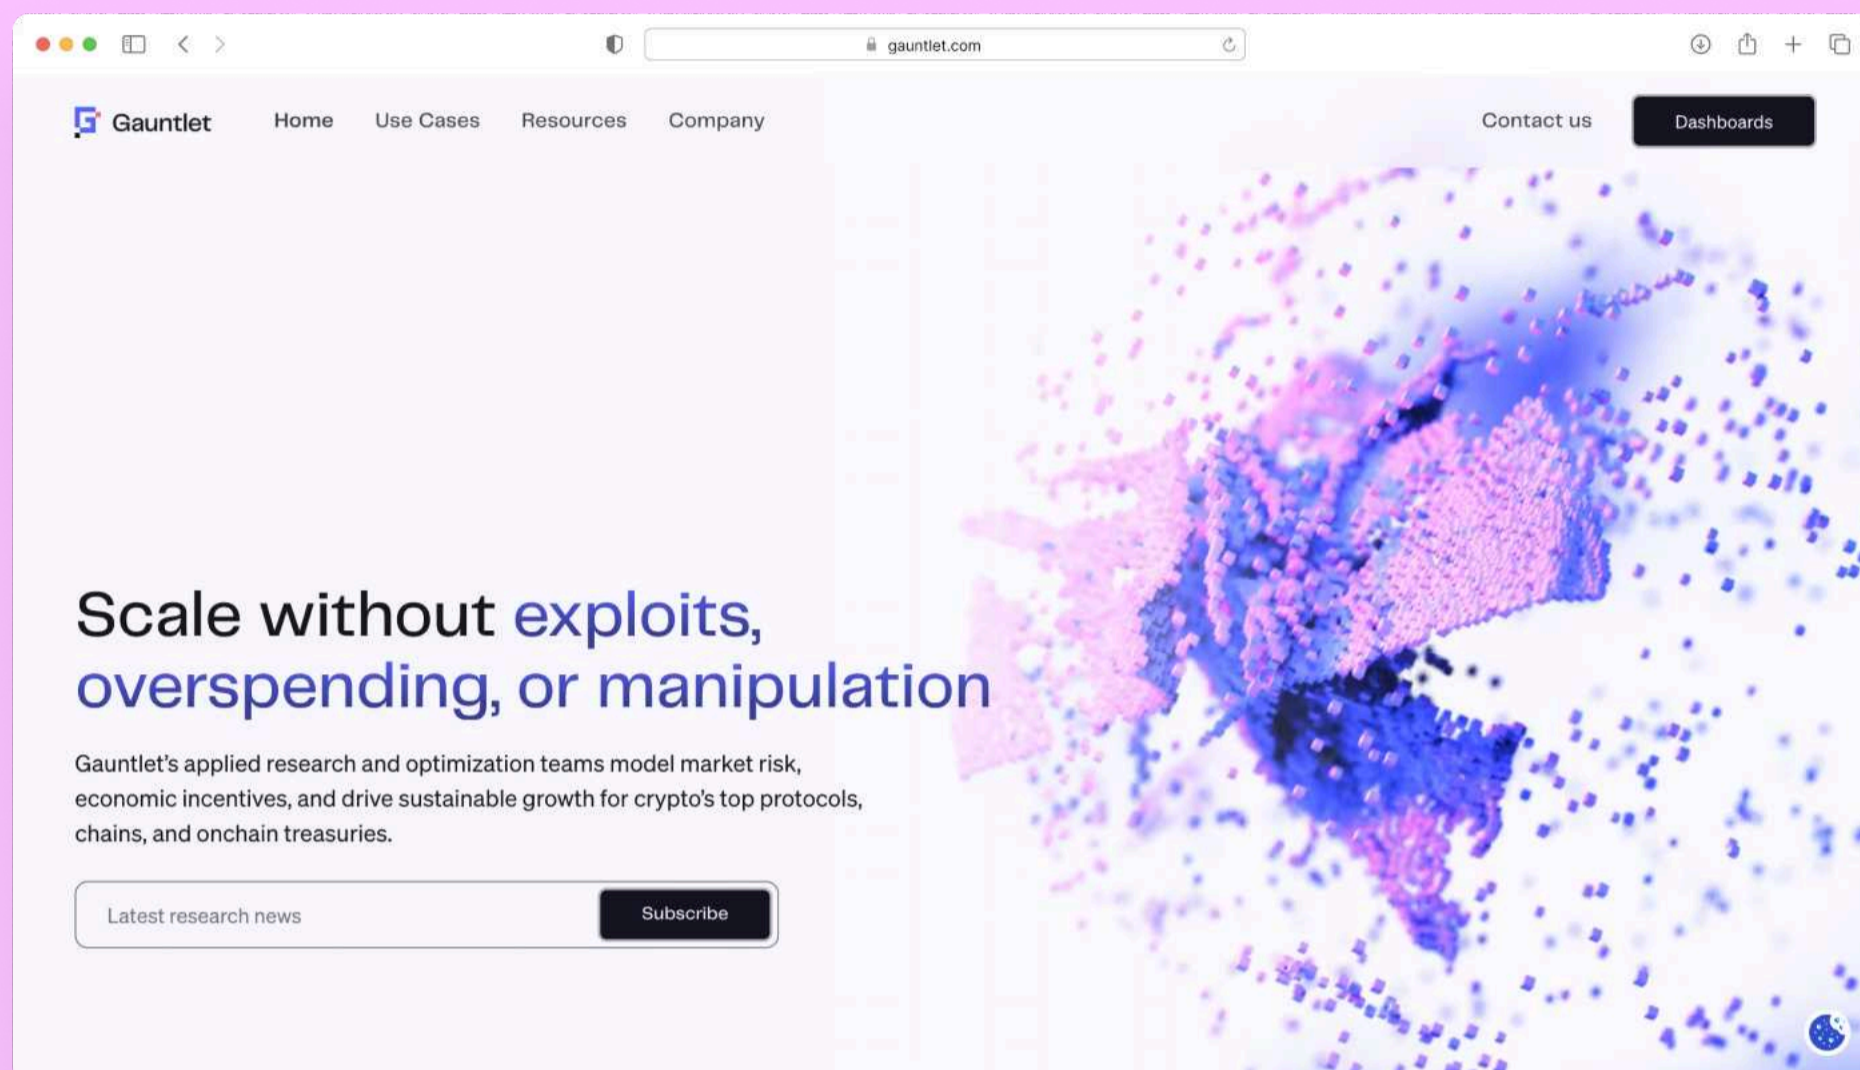 gauntlet.com
Gauntlet
Home
Use Cases
Resources
Company
Contact us
Dashboards
Scale without exploits,
overspending, or manipulation
Gauntlet's applied research and optimization teams model market risk,
economic incentives, and drive sustainable growth for crypto's top protocols,
chains, and onchain treasuries.
Latest research news
Subscribe